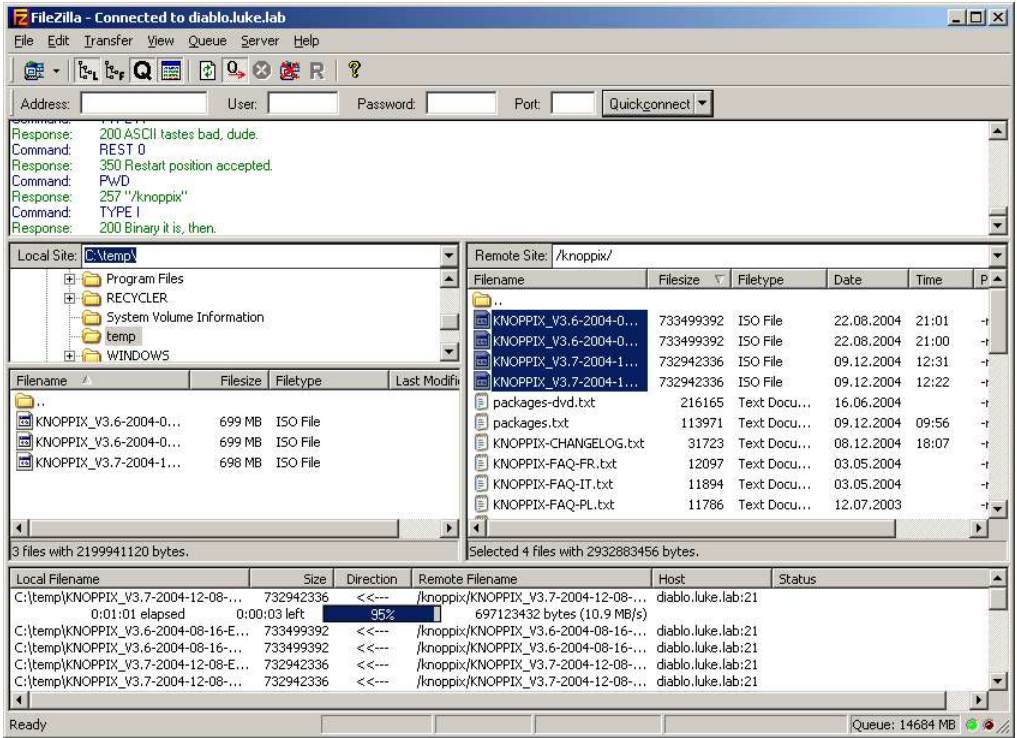 FileZilla - Connected to diablo.luke.lab
File Edit Transfer View Queue Server Help
Address: User: Password: Port: Quickconnect
Response: 200 ASCII tastes bad, dude.
Command: REST 0
Response: 350 Restart position accepted.
Command: PWD
Response: 257 "/knoppix"
Command: TYPE I
Response: 200 Binary it is, then.
Local Site: C:\temp\
Program Files
RECYCLER
System Volume Information
temp
WINDOWS
Filename Filesize Filetype Last Modifi
..
KNOPPIX_V3.6-2004-0... 699 MB ISO File
KNOPPIX_V3.6-2004-0... 699 MB ISO File
KNOPPIX_V3.7-2004-1... 698 MB ISO File
3 files with 2199941120 bytes.
Remote Site: /knoppix/
Filename Filesize Filetype Date Time P
..
KNOPPIX_V3.6-2004-0... 733499392 ISO File 22.08.2004 21:01
KNOPPIX_V3.6-2004-0... 733499392 ISO File 22.08.2004 21:00
KNOPPIX_V3.7-2004-1... 732942336 ISO File 09.12.2004 12:31
KNOPPIX_V3.7-2004-1... 732942336 ISO File 09.12.2004 12:22
packages-dvd.txt 216165 Text Docu... 16.06.2004
packages.txt 113971 Text Docu... 09.12.2004 09:56
KNOPPIX-CHANGELOG.txt 31723 Text Docu... 08.12.2004 18:07
KNOPPIX-FAQ-FR.txt 12097 Text Docu... 03.05.2004
KNOPPIX-FAQ-IT.txt 11894 Text Docu... 03.05.2004
KNOPPIX-FAQ-PL.txt 11786 Text Docu... 12.07.2003
Selected 4 files with 2932883456 bytes.
Local Filename Size Direction Remote Filename Host Status
C:\temp\KNOPPIX_V3.7-2004-12-08-... 732942336 <<--- /knoppix/KNOPPIX_V3.7-2004-12-08-... diablo.luke.lab:21
0:01:01 elapsed 0:00:03 left 95% 697123432 bytes (10.9 MB/s)
C:\temp\KNOPPIX_V3.6-2004-08-16-E... 733499392 <<--- /knoppix/KNOPPIX_V3.6-2004-08-16-... diablo.luke.lab:21
C:\temp\KNOPPIX_V3.6-2004-08-16-... 733499392 <<--- /knoppix/KNOPPIX_V3.6-2004-08-16-... diablo.luke.lab:21
C:\temp\KNOPPIX_V3.7-2004-12-08-E... 732942336 <<--- /knoppix/KNOPPIX_V3.7-2004-12-08-... diablo.luke.lab:21
C:\temp\KNOPPIX_V3.7-2004-12-08-... 732942336 <<--- /knoppix/KNOPPIX_V3.7-2004-12-08-... diablo.luke.lab:21
Ready Queue: 14684 MB